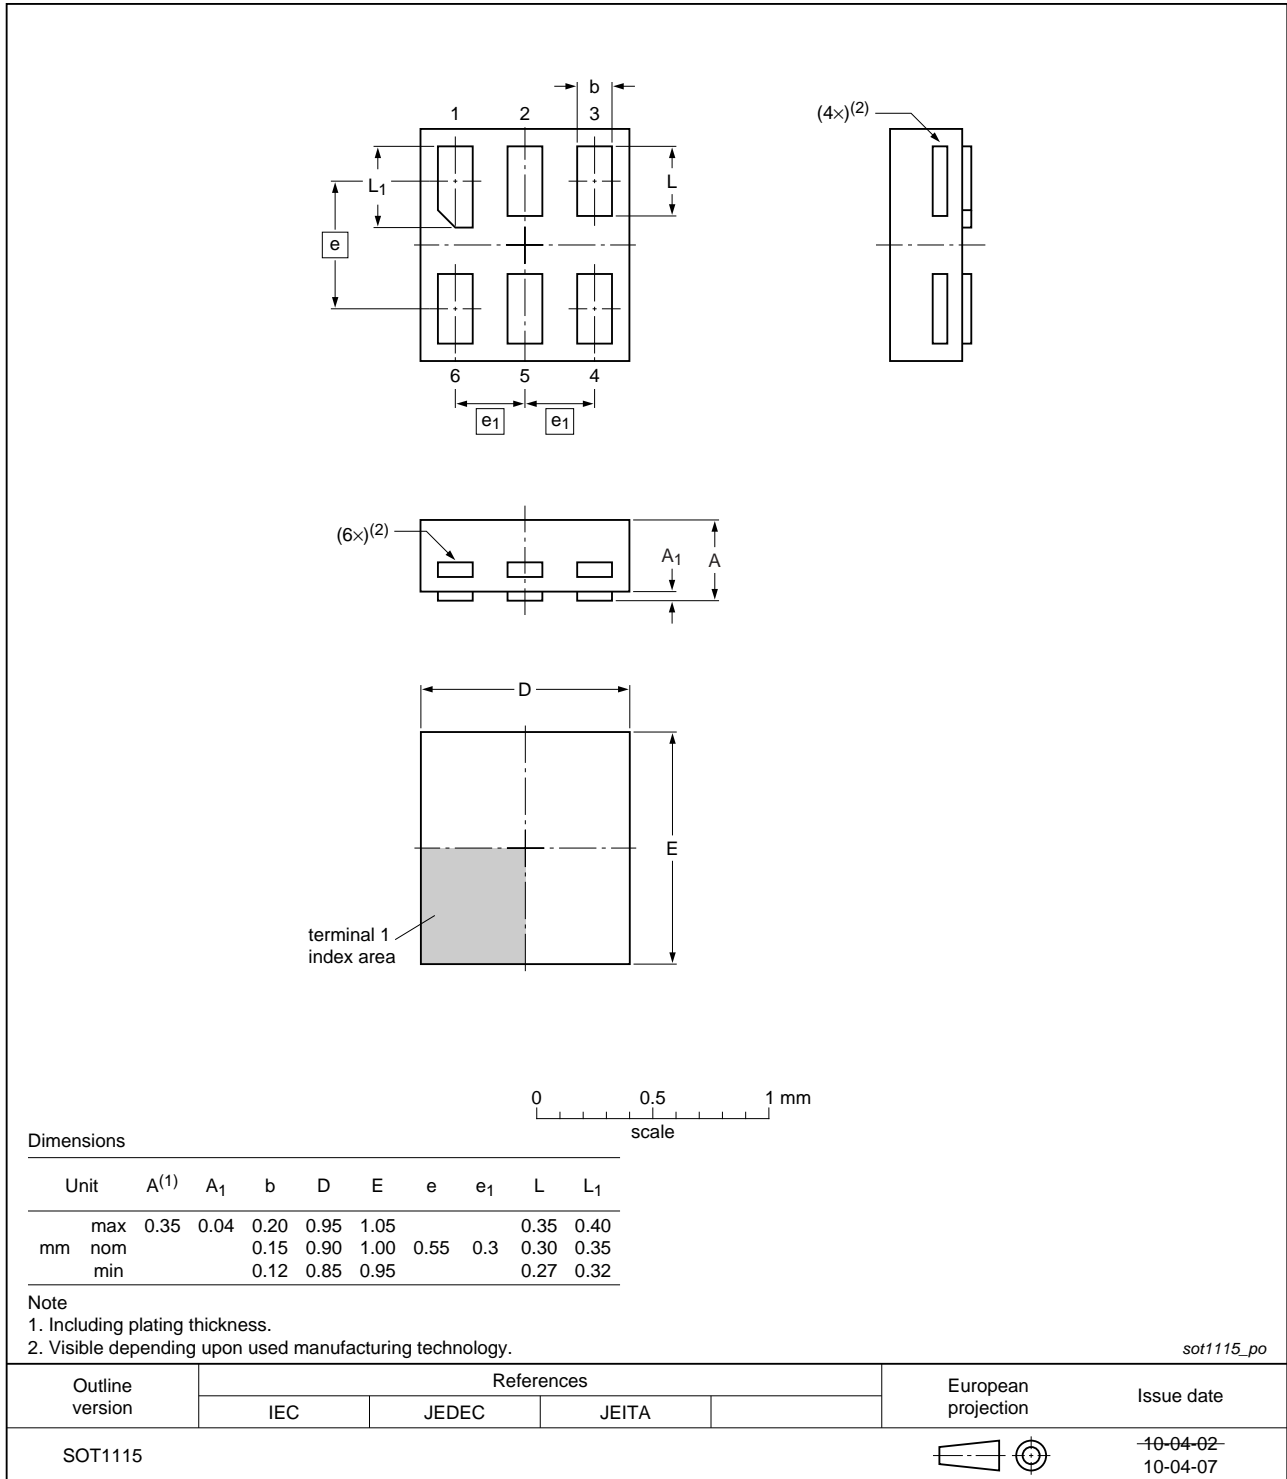 b
1 2 3
(4×)(2)
L1
L
e
6 5 4
e1 e1
(6×)(2)
A1 A
D
E
terminal 1
index area
0 0.5 1 mm
scale
Dimensions
Unit A(1) A1 b D E e e1 L L1
max 0.35 0.04 0.20 0.95 1.05 0.35 0.40
mm nom 0.15 0.90 1.00 0.55 0.3 0.30 0.35
min 0.12 0.85 0.95 0.27 0.32
Note
1. Including plating thickness.
2. Visible depending upon used manufacturing technology.
sot1115_po
Outline
version
References
IEC JEDEC JEITA
European
projection
Issue date
SOT1115
10-04-02
10-04-07